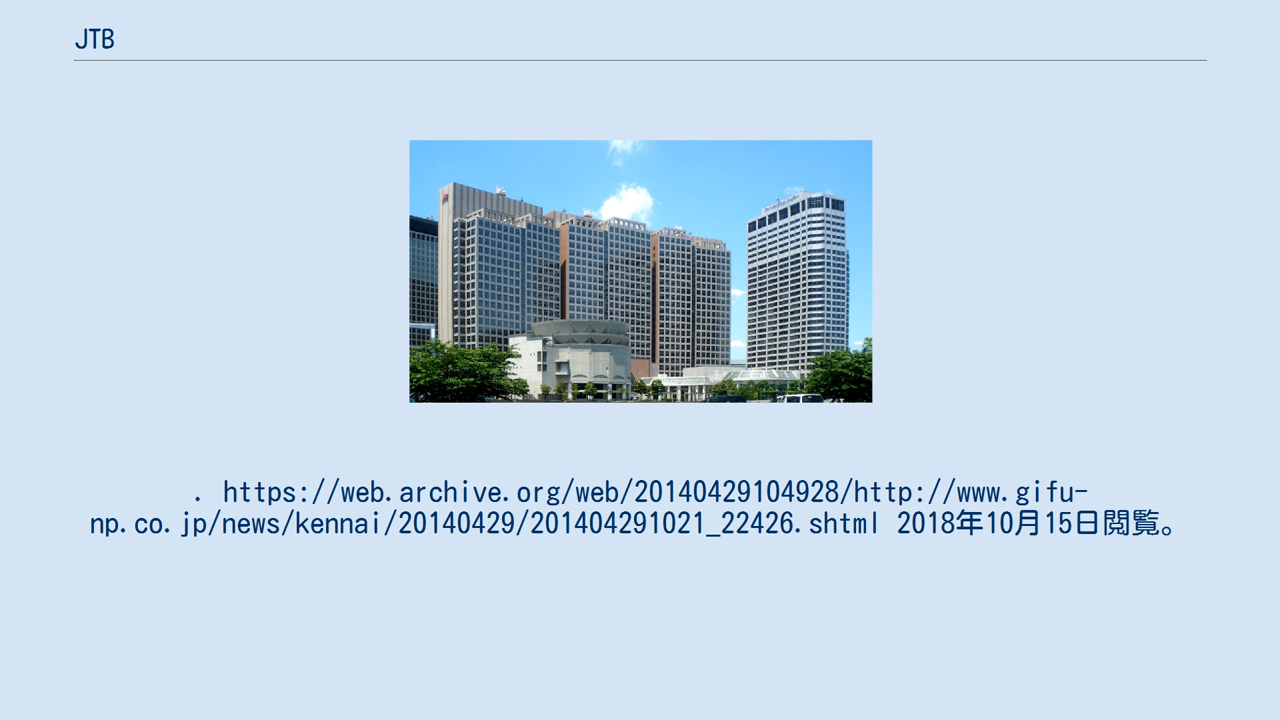 JTB
. https://web.archive.org/web/20140429104928/http://www.gifu-
np.co.jp/news/kennai/20140429/201404291021_22426.shtml 2018年10月15日閲覧。